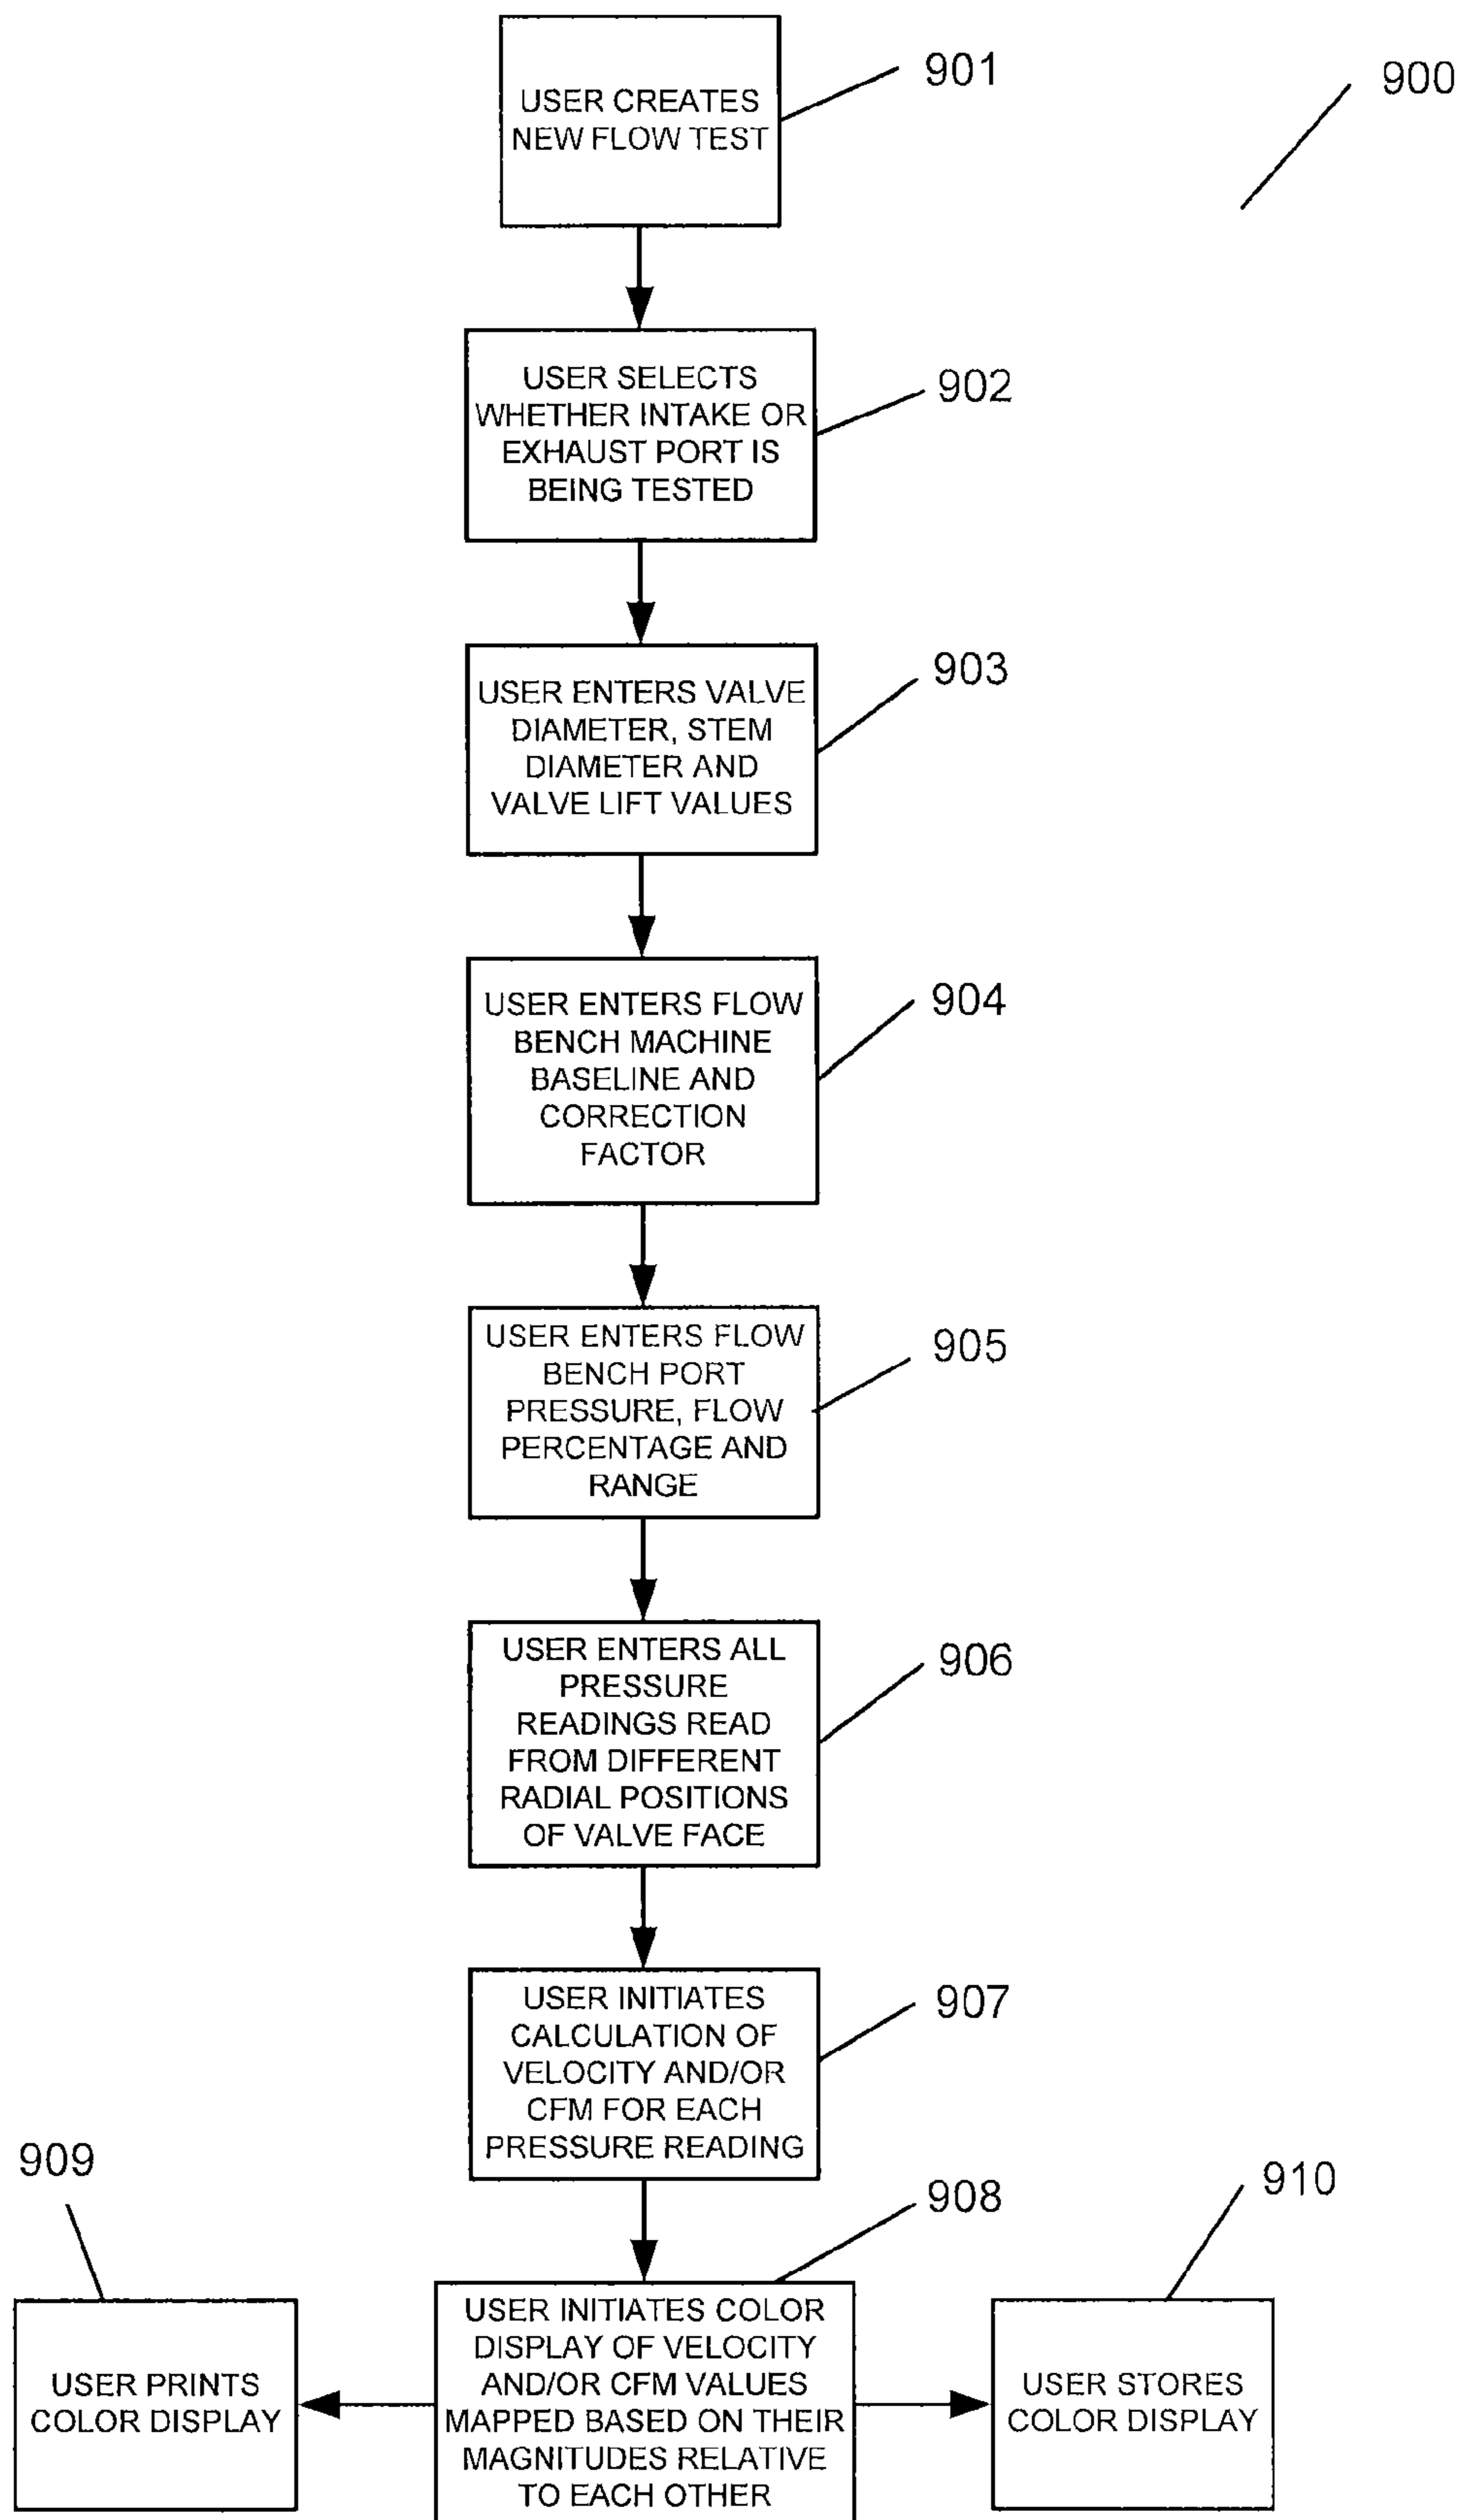 900
901
USER CREATES
NEW FLOW TEST
902
USER SELECTS
WHETHER INTAKE OR
EXHAUST PORT IS
BEING TESTED
903
USER ENTERS VALVE
DIAMETER, STEM
DIAMETER AND
VALVE LIFT VALUES
904
USER ENTERS FLOW
BENCH MACHINE
BASELINE AND
CORRECTION
FACTOR
905
USER ENTERS FLOW
BENCH PORT
PRESSURE, FLOW
PERCENTAGE AND
RANGE
906
USER ENTERS ALL
PRESSURE
READINGS READ
FROM DIFFERENT
RADIAL POSITIONS
OF VALVE FACE
907
USER INITIATES
CALCULATION OF
VELOCITY AND/OR
CFM FOR EACH
PRESSURE READING
908
USER INITIATES COLOR
DISPLAY OF VELOCITY
AND/OR CFM VALUES
MAPPED BASED ON THEIR
MAGNITUDES RELATIVE
TO EACH OTHER
909
USER PRINTS
COLOR DISPLAY
910
USER STORES
COLOR DISPLAY